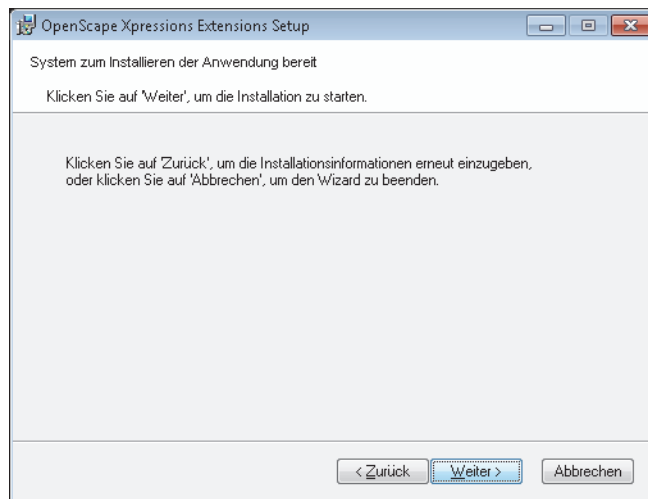 OpenScape Xpressions Extensions Setup
System zum Installieren der Anwendung bereit
Klicken Sie auf 'Weiter', um die Installation zu starten.
Klicken Sie auf 'Zurück', um die Installationsinformationen erneut einzugeben,
oder klicken Sie auf 'Abbrechen', um den Wizard zu beenden.
< Zurück Weiter > Abbrechen